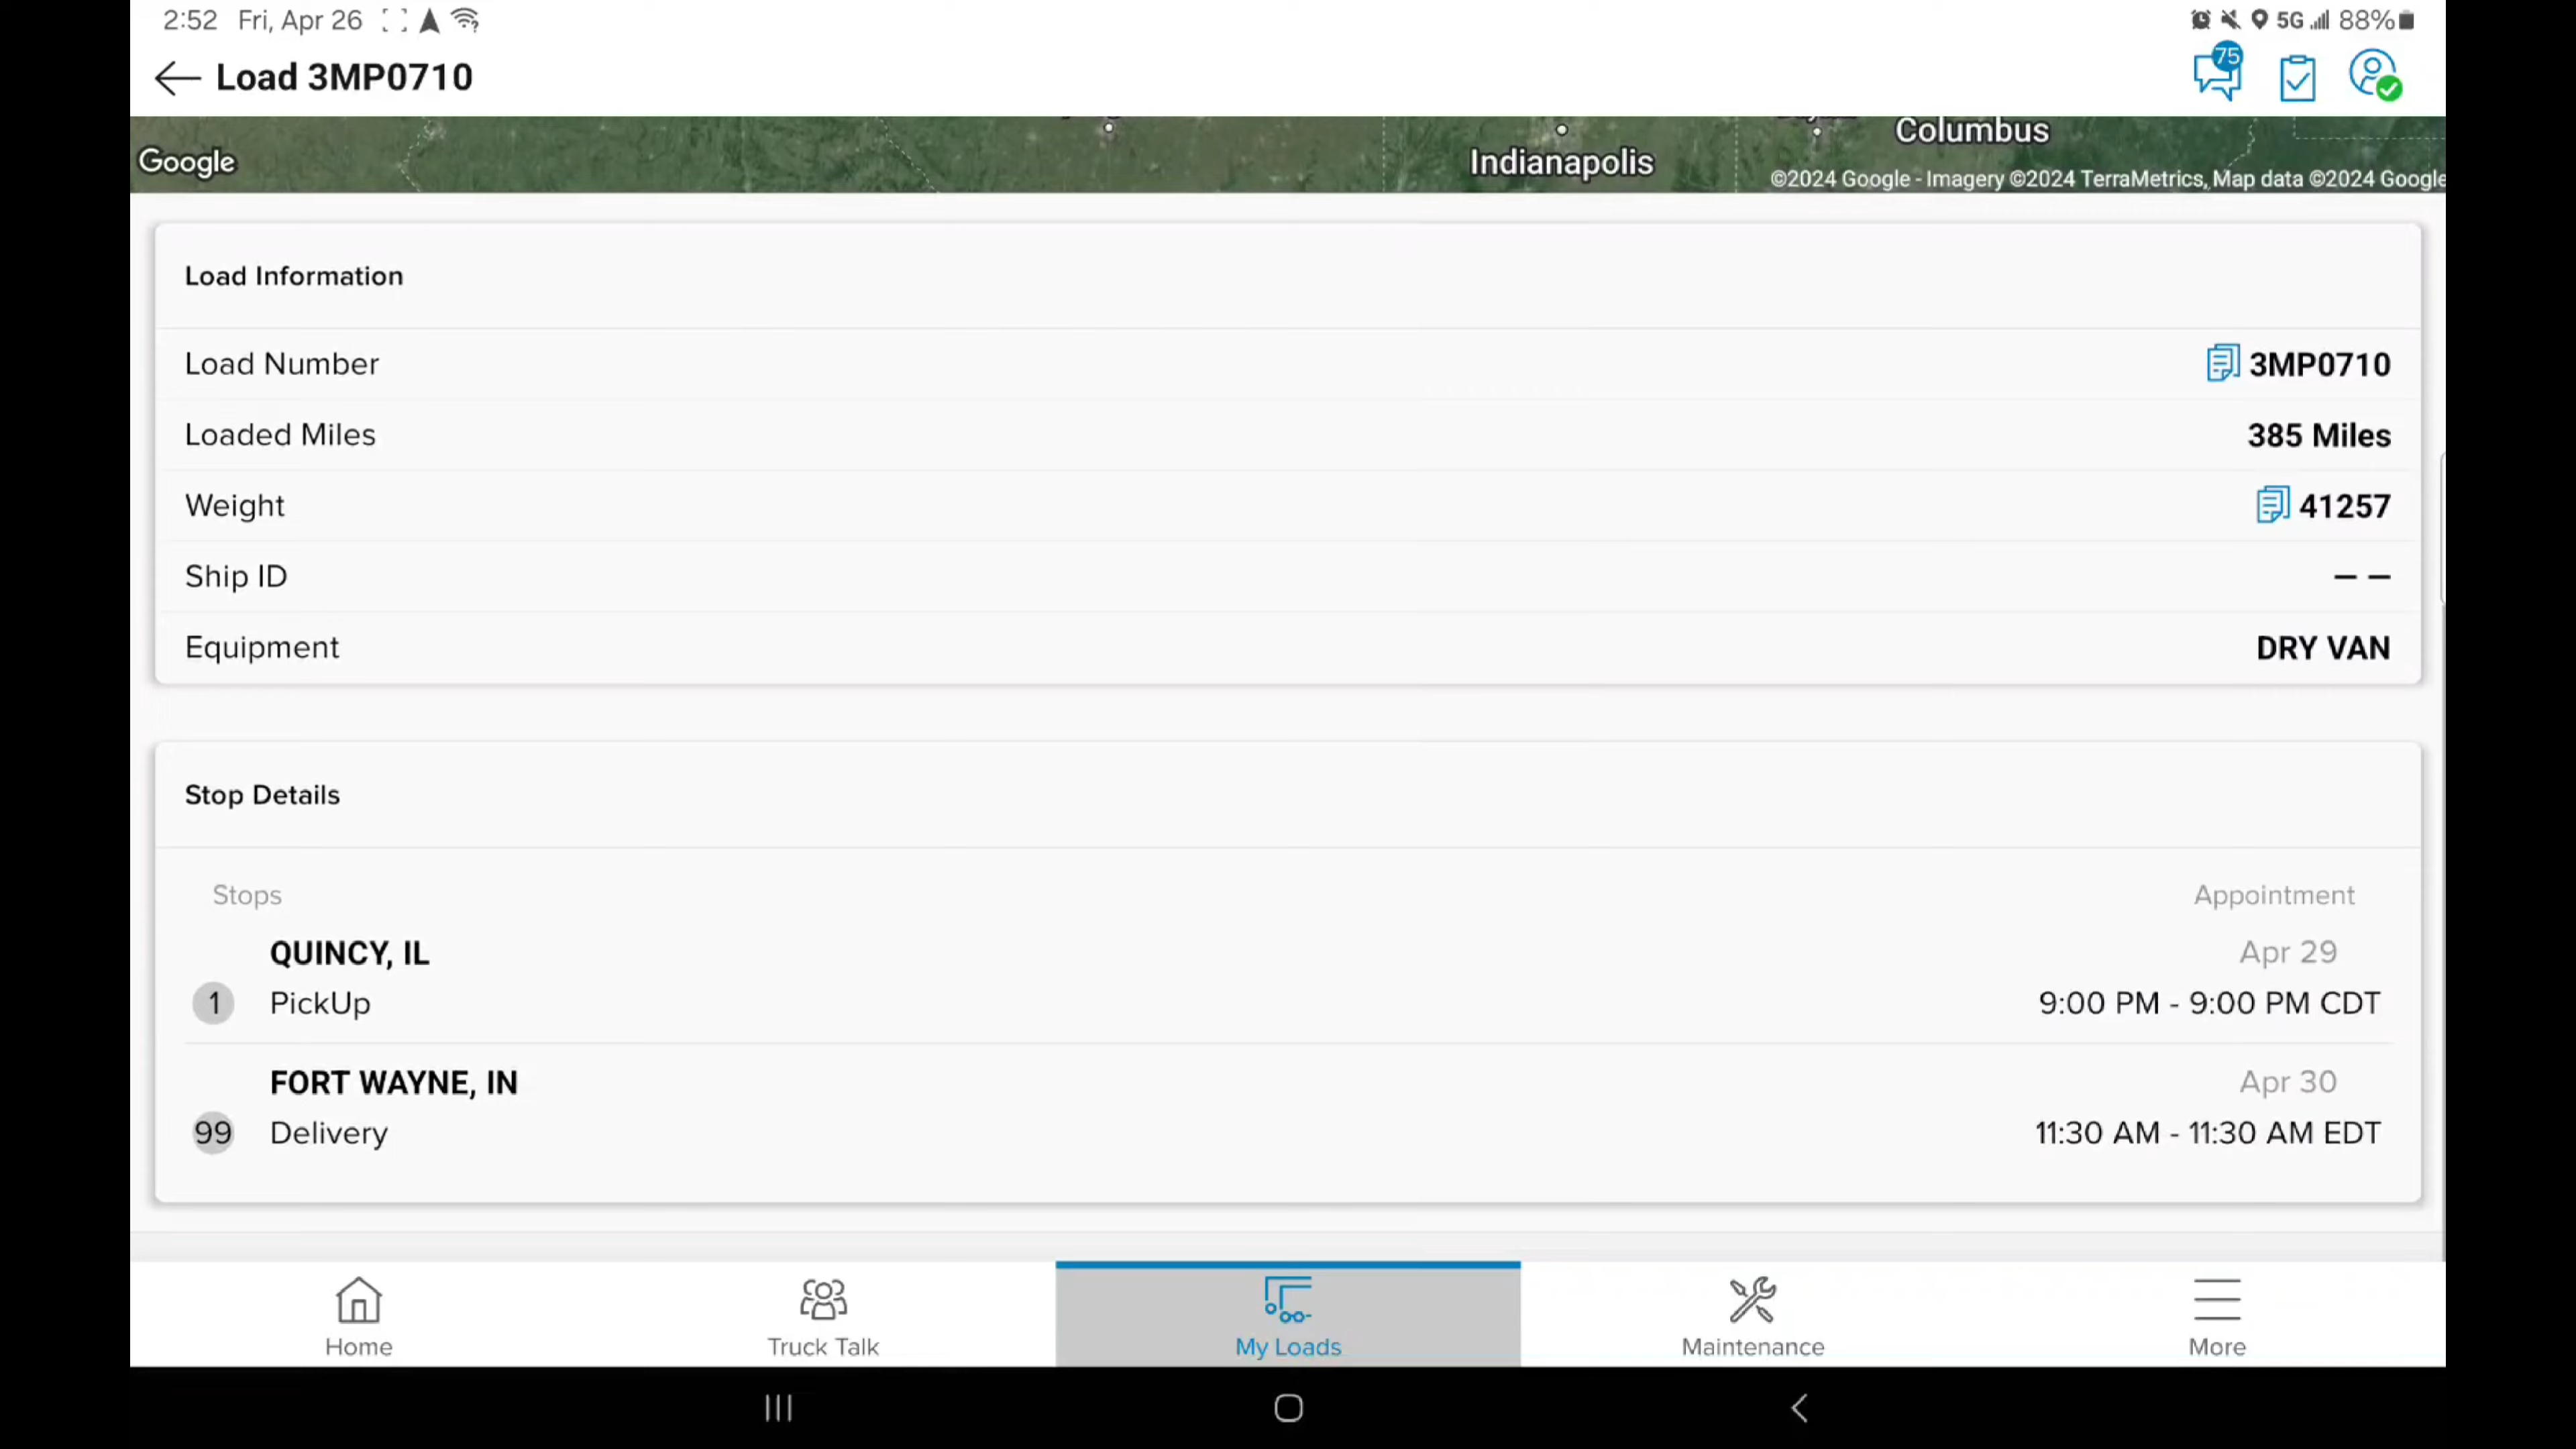 2:52 Fri, Apr 26
5G 88%
Load 3MP0710
75
Columbus
Google
Indianapolis
©2024 Google - Imagery ©2024 TerraMetrics, Map data ©2024 Google
Load Information
Load Number 3MP0710
Loaded Miles 385 Miles
Weight 41257
Ship ID – –
Equipment DRY VAN
Stop Details
Stops Appointment
QUINCY, IL Apr 29
1 PickUp 9:00 PM - 9:00 PM CDT
FORT WAYNE, IN Apr 30
99 Delivery 11:30 AM - 11:30 AM EDT
Home Truck Talk My Loads Maintenance More